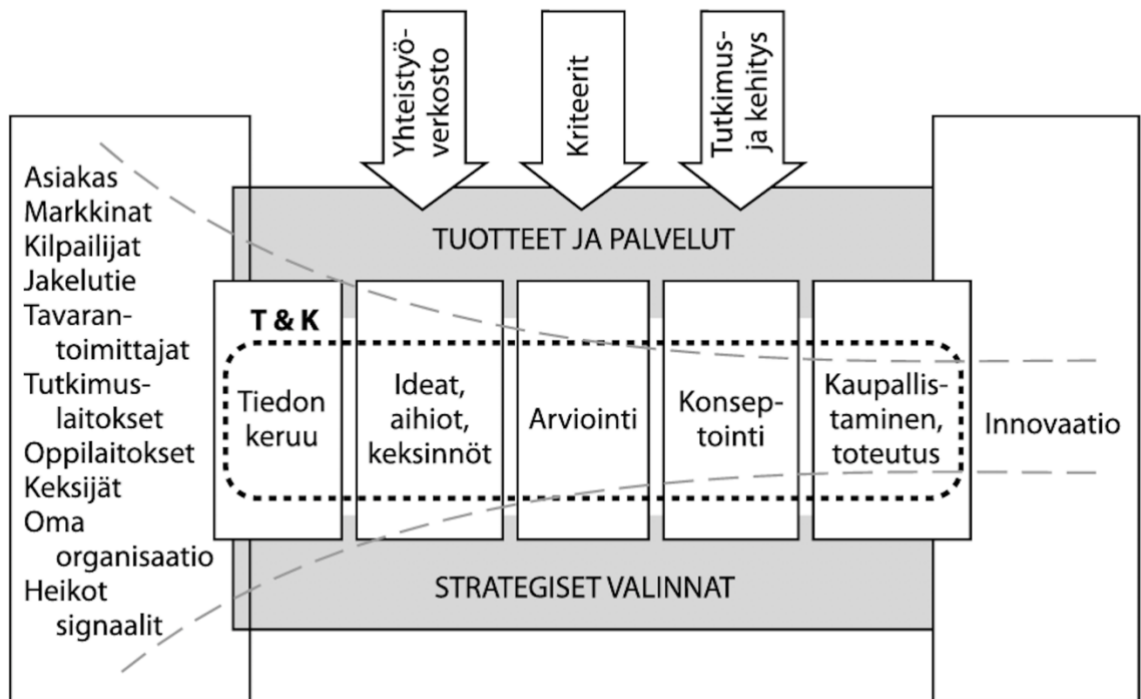 Yhteistyö-
verkosto
Kriteerit
Tutkimus-
ja kehitys
Asiakas
Markkinat
Kilpailijat
Jakelutie
Tavaran-
toimittajat
Tutkimus-
laitokset
Oppilaitokset
Keksijät
Oma
organisaatio
Heikot
signaalit
TUOTTEET JA PALVELUT
T & K
Tiedon
keruu
Ideat,
aihiot,
keksinnöt
Arviointi
Konsep-
tointi
Kaupallis-
taminen,
toteutus
Innovaatio
STRATEGISET VALINNAT